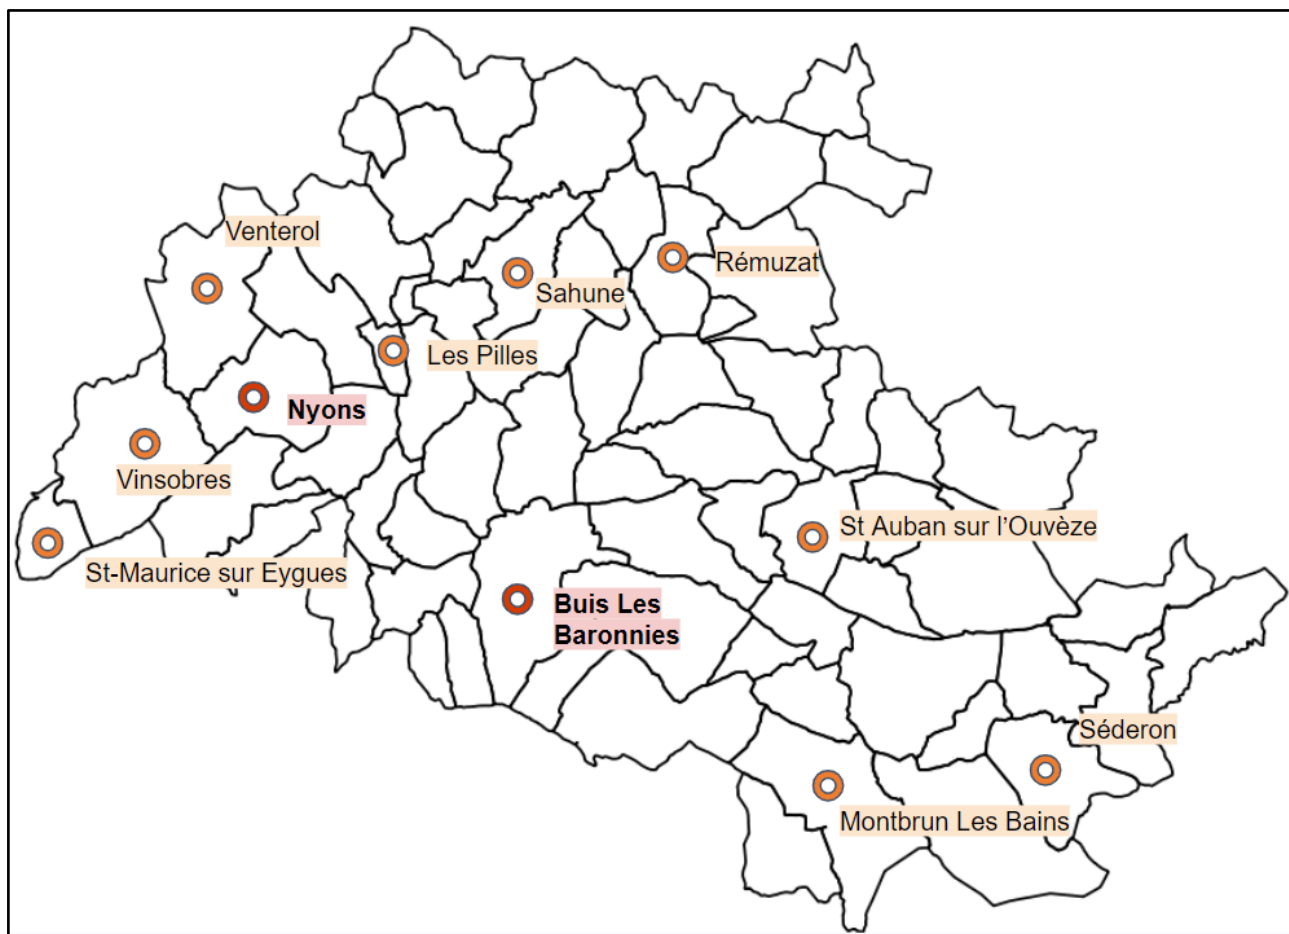 Venterol
Rémuzat
Sahune
Les Pilles
Nyons
Vinsobres
St Auban sur l'Ouvèze
St-Maurice sur Eygues
Buis Les
Baronnies
Séderon
Montbrun Les Bains